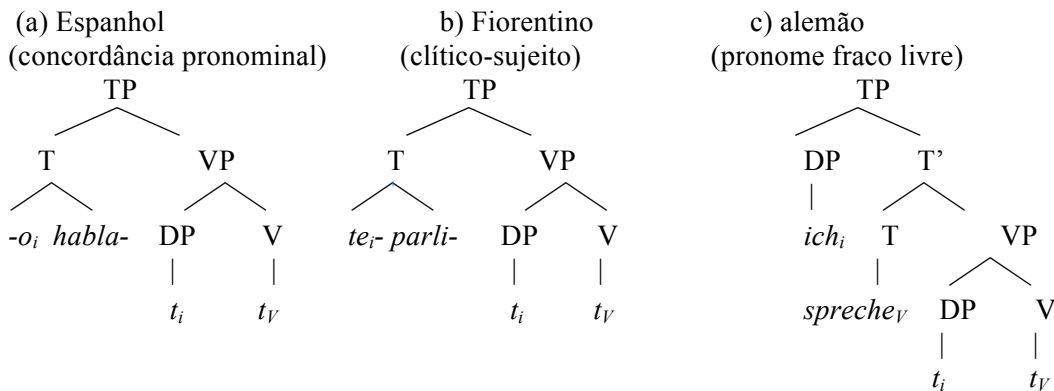 (a) Espanhol b) Fiorentino c) alemão
(concordância pronominal) (clítico-sujeito) (pronome fraco livre)
TP TP TP
T VP T VP DP T’
-oi habla- DP V tei- parli- DP V ichi T VP
ti tV ti tV spracheV DP V
ti tV